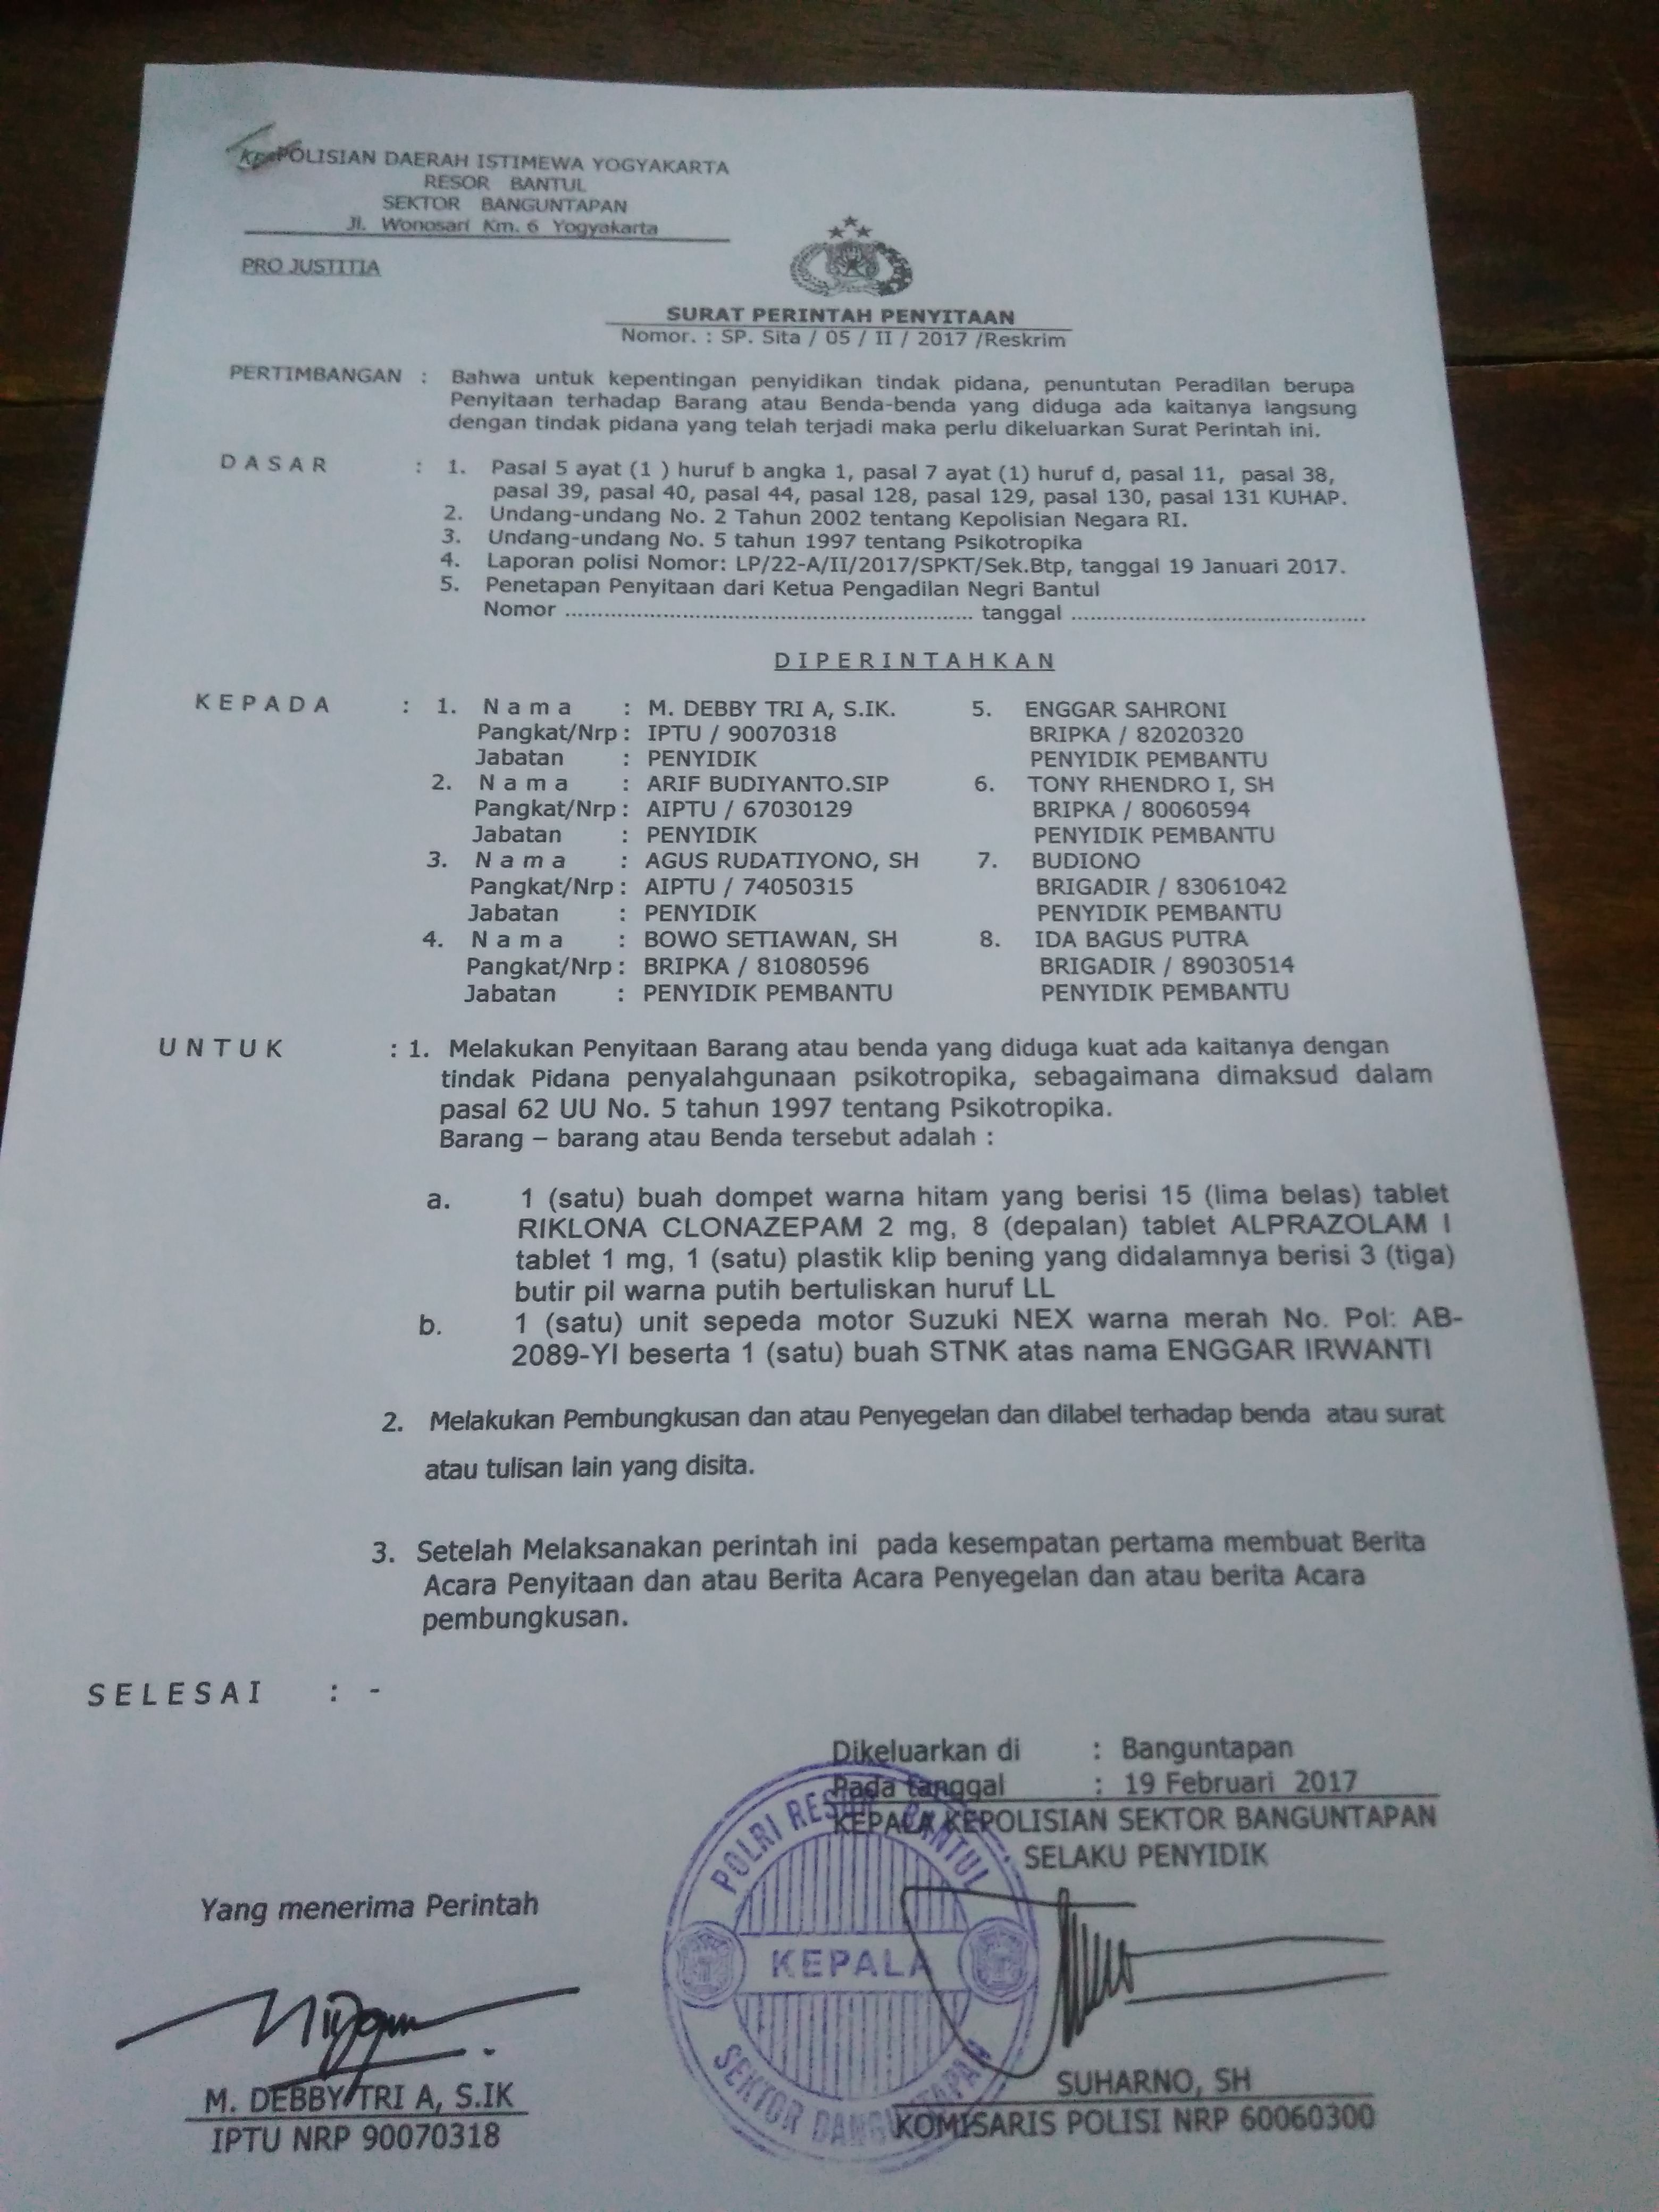 KEPOLISIAN DAERAH ISTIMEWA YOGYAKARTA
RESOR BANTUL
SEKTOR BANGUNTAPAN
Jl. Wonosari Km. 6 Yogyakarta
PRO JUSTITIA
SURAT PERINTAH PENYITAAN
Nomor. : SP. Sita / 05 / II / 2017 /Reskrim
PERTIMBANGAN : Bahwa untuk kepentingan penyidikan tindak pidana, penuntutan Peradilan berupa
Penyitaan terhadap Barang atau Benda-benda yang diduga ada kaitanya langsung
dengan tindak pidana yang telah terjadi maka perlu dikeluarkan Surat Perintah ini.
D A S A R : 1. Pasal 5 ayat (1 ) huruf b angka 1, pasal 7 ayat (1) huruf d, pasal 11, pasal 38,
pasal 39, pasal 40, pasal 44, pasal 128, pasal 129, pasal 130, pasal 131 KUHAP.
2. Undang-undang No. 2 Tahun 2002 tentang Kepolisian Negara RI.
3. Undang-undang No. 5 tahun 1997 tentang Psikotropika
4. Laporan polisi Nomor: LP/22-A/II/2017/SPKT/Sek.Btp, tanggal 19 Januari 2017.
5. Penetapan Penyitaan dari Ketua Pengadilan Negri Bantul
Nomor ................................................................ tanggal ..............................................
D I P E R I N T A H K A N
K E P A D A : 1. N a m a : M. DEBBY TRI A, S.IK. 5. ENGGAR SAHRONI
Pangkat/Nrp : IPTU / 90070318 BRIPKA / 82020320
Jabatan : PENYIDIK PENYIDIK PEMBANTU
2. N a m a : ARIF BUDIYANTO.SIP 6. TONY RHENDRO I, SH
Pangkat/Nrp : AIPTU / 67030129 BRIPKA / 80060594
Jabatan : PENYIDIK PENYIDIK PEMBANTU
3. N a m a : AGUS RUDATIYONO, SH 7. BUDIONO
Pangkat/Nrp : AIPTU / 74050315 BRIGADIR / 83061042
Jabatan : PENYIDIK PENYIDIK PEMBANTU
4. N a m a : BOWO SETIAWAN, SH 8. IDA BAGUS PUTRA
Pangkat/Nrp : BRIPKA / 81080596 BRIGADIR / 89030514
Jabatan : PENYIDIK PEMBANTU PENYIDIK PEMBANTU
U N T U K : 1. Melakukan Penyitaan Barang atau benda yang diduga kuat ada kaitanya dengan
tindak Pidana penyalahgunaan psikotropika, sebagaimana dimaksud dalam
pasal 62 UU No. 5 tahun 1997 tentang Psikotropika.
Barang – barang atau Benda tersebut adalah :
a. 1 (satu) buah dompet warna hitam yang berisi 15 (lima belas) tablet
RIKLONA CLONAZEPAM 2 mg, 8 (depalan) tablet ALPRAZOLAM I
tablet 1 mg, 1 (satu) plastik klip bening yang didalamnya berisi 3 (tiga)
butir pil warna putih bertuliskan huruf LL
b. 1 (satu) unit sepeda motor Suzuki NEX warna merah No. Pol: AB-
2089-YI beserta 1 (satu) buah STNK atas nama ENGGAR IRWANTI
2. Melakukan Pembungkusan dan atau Penyegelan dan dilabel terhadap benda atau surat
atau tulisan lain yang disita.
3. Setelah Melaksanakan perintah ini pada kesempatan pertama membuat Berita
Acara Penyitaan dan atau Berita Acara Penyegelan dan atau berita Acara
pembungkusan.
S E L E S A I : -
Dikeluarkan di : Banguntapan
Pada tanggal : 19 Februari 2017
KEPALA KEPOLISIAN SEKTOR BANGUNTAPAN
SELAKU PENYIDIK
Yang menerima Perintah
POLRI RESOR BANTUL
KEPALA
SEKTOR BANGUNTAPAN
M. DEBBY TRI A, S.IK
IPTU NRP 90070318
SUHARNO, SH
KOMISARIS POLISI NRP 60060300